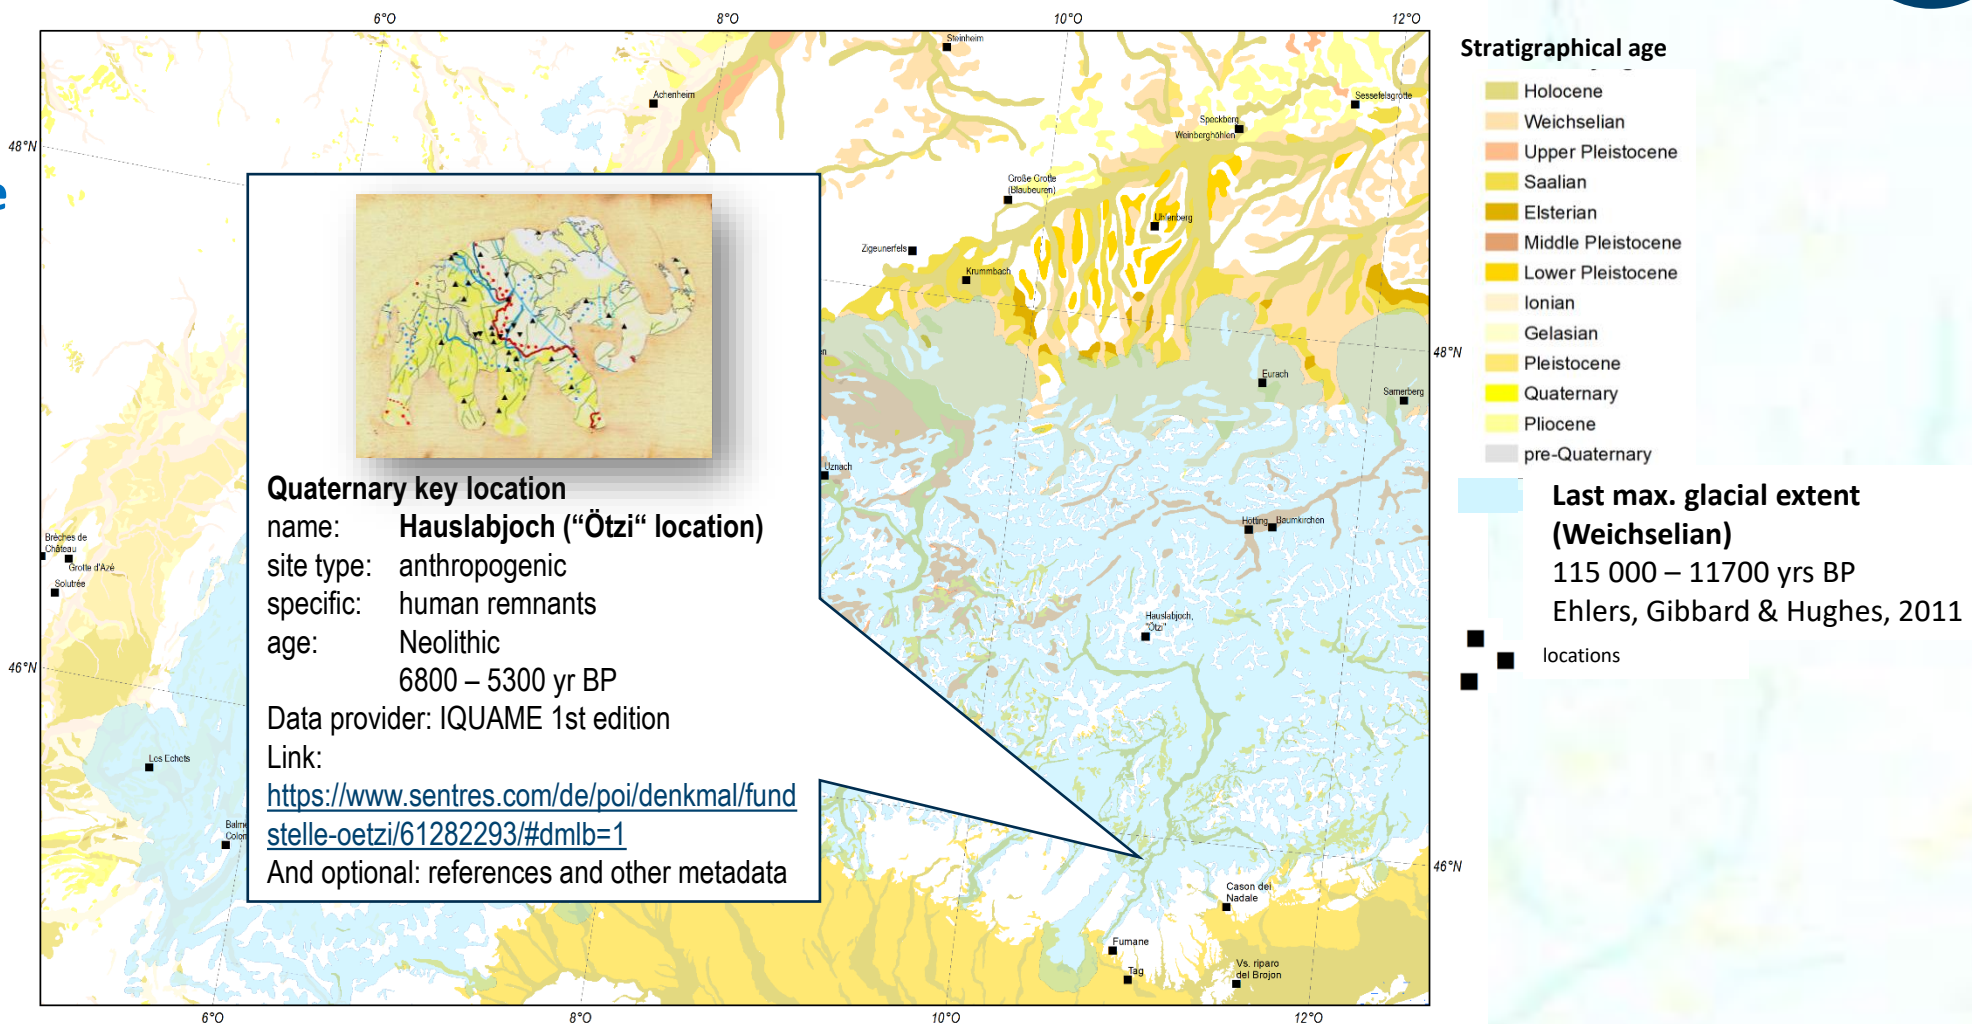 6°O 8°O 10°O 12°O
48°N
46°N
48°N
46°N
6°O 8°O 10°O 12°O
Steinheim
Achenheim
Sesselfelsgrotte
Speckberg
Weinberghöhlen
Große Grotte
(Blaubeuren)
Uhlenberg
Zigeunerfels
Krummbach
Eurach
Samerberg
Uznach
Hötting
Baumkirchen
Hauslabjoch,
"Ötzi"
Brèches de
Château
Grotte d'Azé
Solutrée
Les Echets
Balme
Colom
Cason dei
Nadale
Fumane
Tag
Vs. riparo
del Brojon
Quaternary key location
name: Hauslabjoch (“Ötzi“ location)
site type: anthropogenic
specific: human remnants
age: Neolithic
6800 – 5300 yr BP
Data provider: IQUAME 1st edition
Link:
https://www.sentres.com/de/poi/denkmal/fund
stelle-oetzi/61282293/#dmlb=1
And optional: references and other metadata
Stratigraphical age
Holocene
Weichselian
Upper Pleistocene
Saalian
Elsterian
Middle Pleistocene
Lower Pleistocene
Ionian
Gelasian
Pleistocene
Quaternary
Pliocene
pre-Quaternary
Last max. glacial extent
(Weichselian)
115 000 – 11700 yrs BP
Ehlers, Gibbard & Hughes, 2011
locations